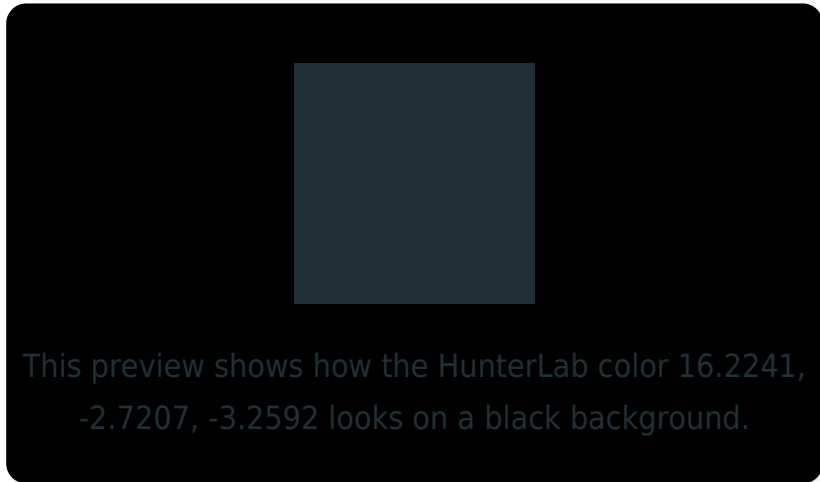 This preview shows how the HunterLab color 16.2241,
-2.7207, -3.2592 looks on a black background.